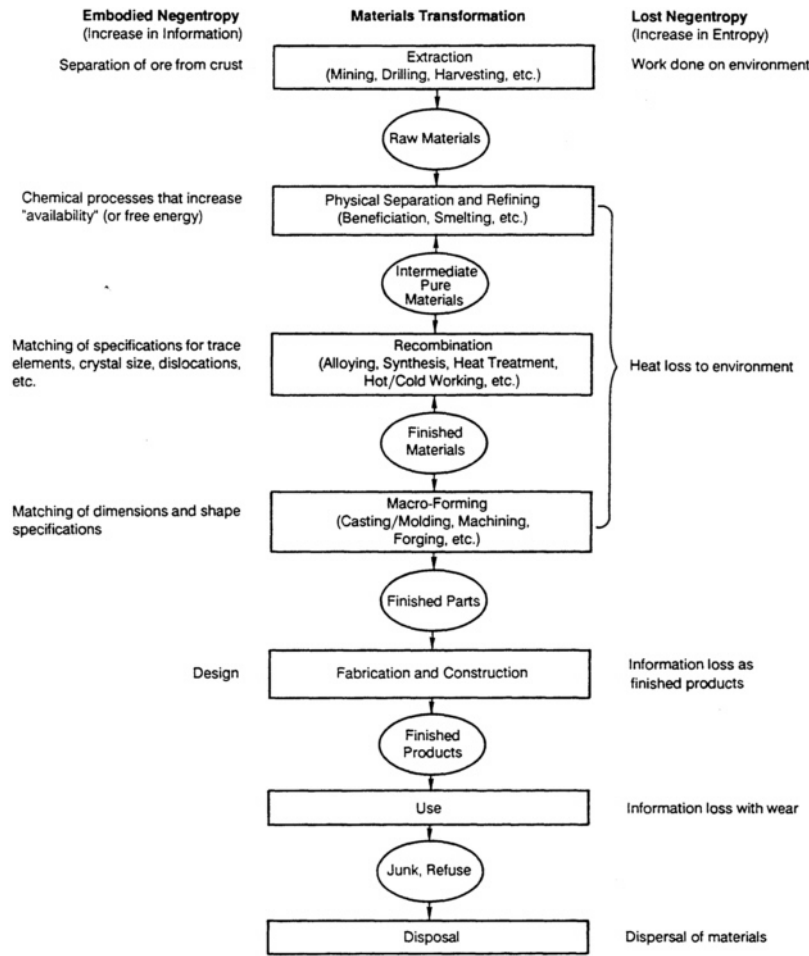 Embodied Negentropy
(Increase in Information)
Materials Transformation
Lost Negentropy
(Increase in Entropy)
Separation of ore from crust
Extraction
(Mining, Drilling, Harvesting, etc.)
Work done on environment
Raw Materials
Chemical processes that increase
"availability" (or free energy)
Physical Separation and Refining
(Beneficiation, Smelting, etc.)
Intermediate
Pure
Materials
Matching of specifications for trace
elements, crystal size, dislocations,
etc.
Recombination
(Alloying, Synthesis, Heat Treatment,
Hot/Cold Working, etc.)
Heat loss to environment
Finished
Materials
Matching of dimensions and shape
specifications
Macro-Forming
(Casting/Molding, Machining,
Forging, etc.)
Finished Parts
Design
Fabrication and Construction
Information loss as
finished products
Finished
Products
Use
Information loss with wear
Junk, Refuse
Disposal
Dispersal of materials